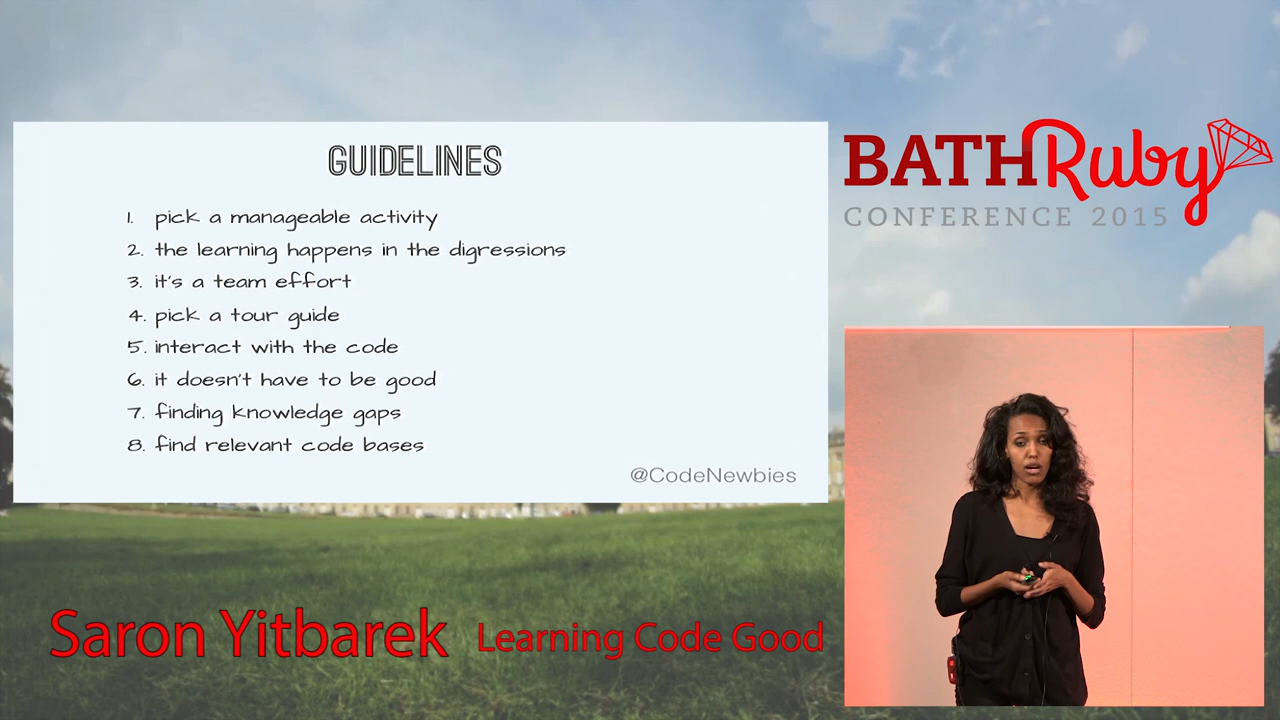 GUIDELINES
1. pick a manageable activity
2. the learning happens in the digressions
3. it's a team effort
4. pick a tour guide
5. interact with the code
6. it doesn't have to be good
7. finding knowledge gaps
8. find relevant code bases
@CodeNewbies
BATHRuby
CONFERENCE 2015
Saron Yitbarek Learning Code Good